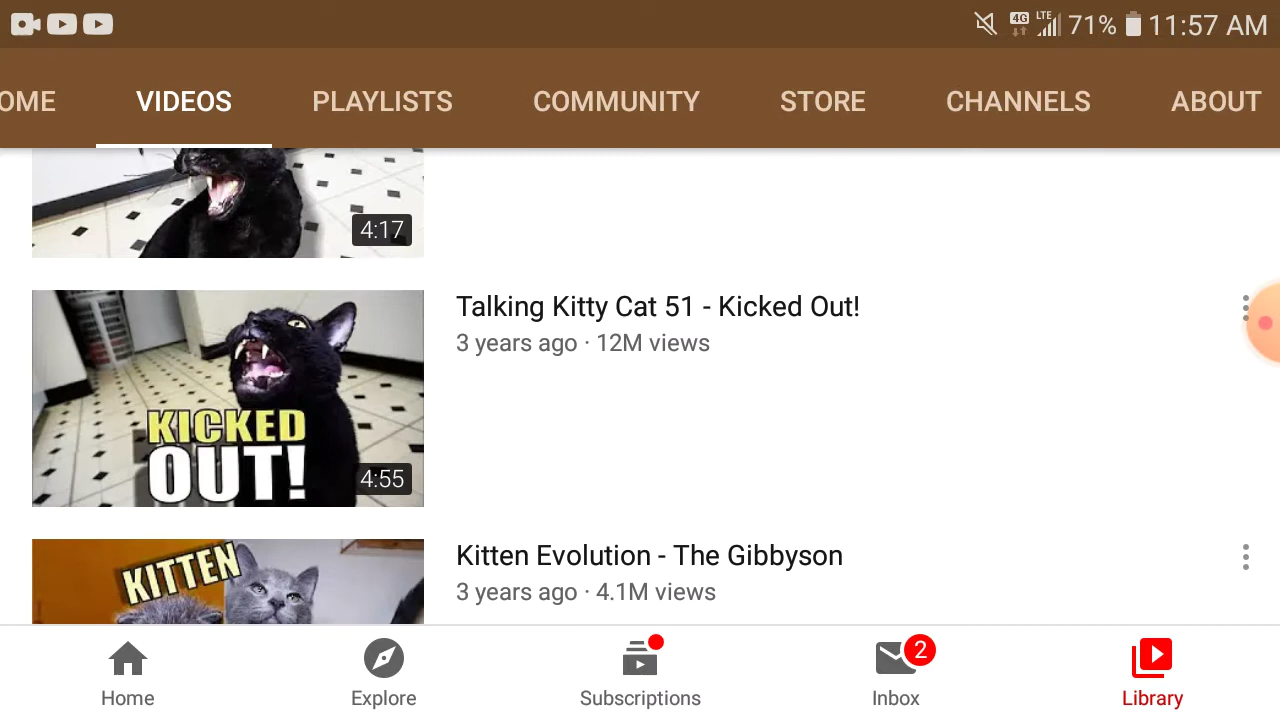 4G LTE 71% 11:57 AM
OME VIDEOS PLAYLISTS COMMUNITY STORE CHANNELS ABOUT
4:17
Talking Kitty Cat 51 - Kicked Out!
3 years ago · 12M views
KICKED
OUT!
4:55
Kitten Evolution - The Gibbyson
3 years ago · 4.1M views
KITTEN
2
Home Explore Subscriptions Inbox Library